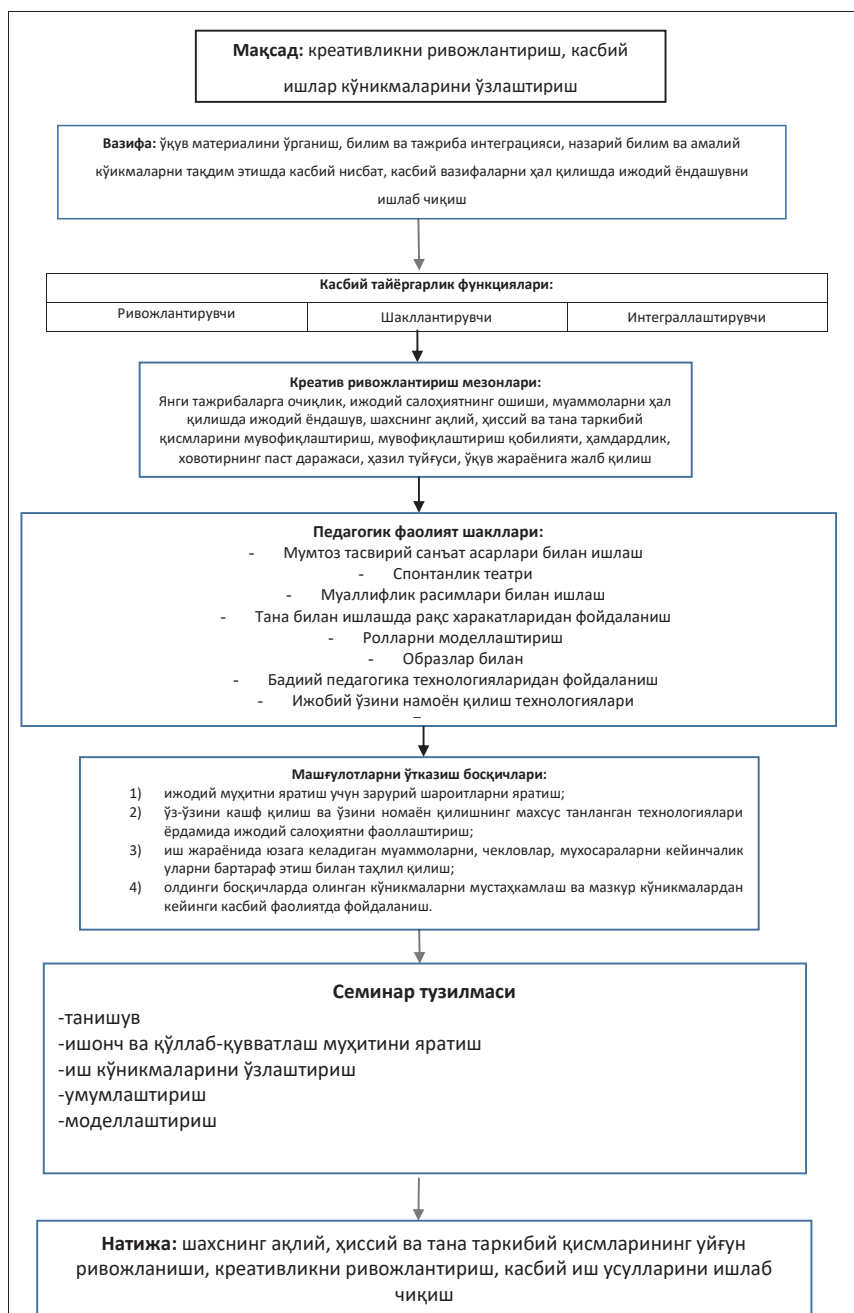 Мақсад: креативликни ривожлантириш, касбий
ишлар кўникмаларини ўзлаштириш
Вазифа: ўқув материалини ўрганиш, билим ва тажриба интеграцияси, назарий билим ва амалий
кўикмаларни тақдим этишда касбий нисбат, касбий вазифаларни ҳал қилишда ижодий ёндашувни
ишлаб чиқиш
Касбий тайёргарлик функциялари:
Ривожлантирувчи Шакллантирувчи Интеграллаштирувчи
Креатив ривожлантириш мезонлари:
Янги тажрибаларга очиқлик, ижодий салоҳиятнинг ошиши, муаммоларни ҳал
қилишда ижодий ёндашув, шахснинг ақлий, ҳиссий ва тана таркибий
қисмларини мувофиқлаштириш, мувофиқлаштириш қобилияти, ҳамдардлик,
ховотирнинг паст даражаси, ҳазил туйғуси, ўқув жараёнига жалб қилиш
Педагогик фаолият шакллари:
- Мумтоз тасвирий санъат асарлари билан ишлаш
- Спонтанлик театри
- Муаллифлик расимлари билан ишлаш
- Тана билан ишлашда рақс харакатларидан фойдаланиш
- Ролларни моделлаштириш
- Образлар билан
- Бадиий педагогика технологияларидан фойдаланиш
- Ижобий ўзини намоён қилиш технологиялари
Машғулотларни ўтказиш босқичлари:
1) ижодий муҳитни яратиш учун зарурий шароитларни яратиш;
2) ўз-ўзини кашф қилиш ва ўзини номаён қилишнинг махсус танланган технологиялари
ёрдамида ижодий салоҳиятни фаоллаштириш;
3) иш жараёнида юзага келадиган муаммоларни, чекловлар, мухосараларни кейинчалик
уларни бартараф этиш билан таҳлил қилиш;
4) олдинги босқичларда олинган кўникмаларни мустаҳкамлаш ва мазкур кўникмалардан
кейинги касбий фаолиятда фойдаланиш.
Семинар тузилмаси
-танишув
-ишонч ва қўллаб-қувватлаш муҳитини яратиш
-иш кўникмаларини ўзлаштириш
-умумлаштириш
-моделлаштириш
Натижа: шахснинг ақлий, ҳиссий ва тана таркибий қисмларининг уйғун
ривожланиши, креативликни ривожлантириш, касбий иш усулларини ишлаб
чиқиш